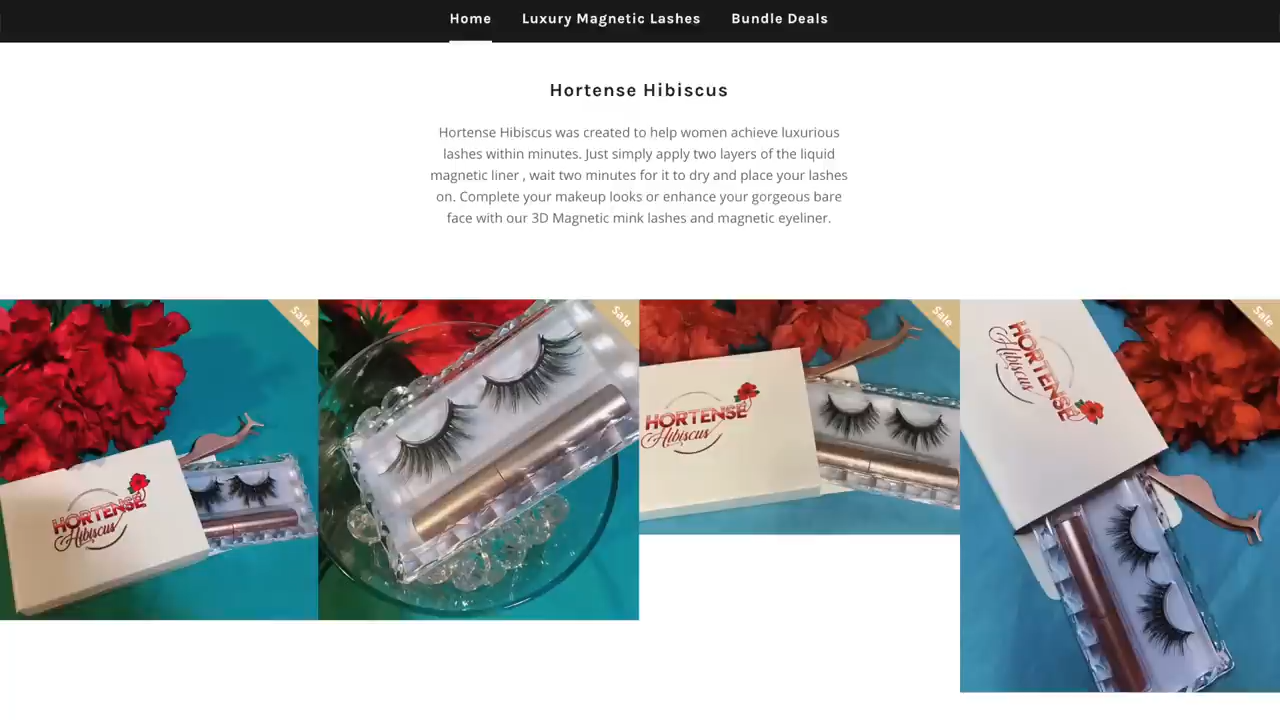 Home Luxury Magnetic Lashes Bundle Deals
Hortense Hibiscus
Hortense Hibiscus was created to help women achieve luxurious
lashes within minutes. Just simply apply two layers of the liquid
magnetic liner , wait two minutes for it to dry and place your lashes
on. Complete your makeup looks or enhance your gorgeous bare
face with our 3D Magnetic mink lashes and magnetic eyeliner.
Sale
Sale
Sale
Sale
HORTENSE
Hibiscus
HORTENSE
Hibiscus
HORTENSE
Hibiscus